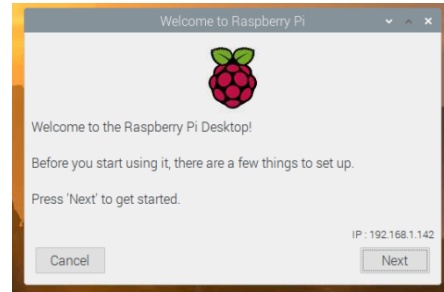 Welcome to Raspberry Pi
Welcome to the Raspberry Pi Desktop!
Before you start using it, there are a few things to set up.
Press 'Next' to get started.
IP : 192.168.1.142
Cancel
Next